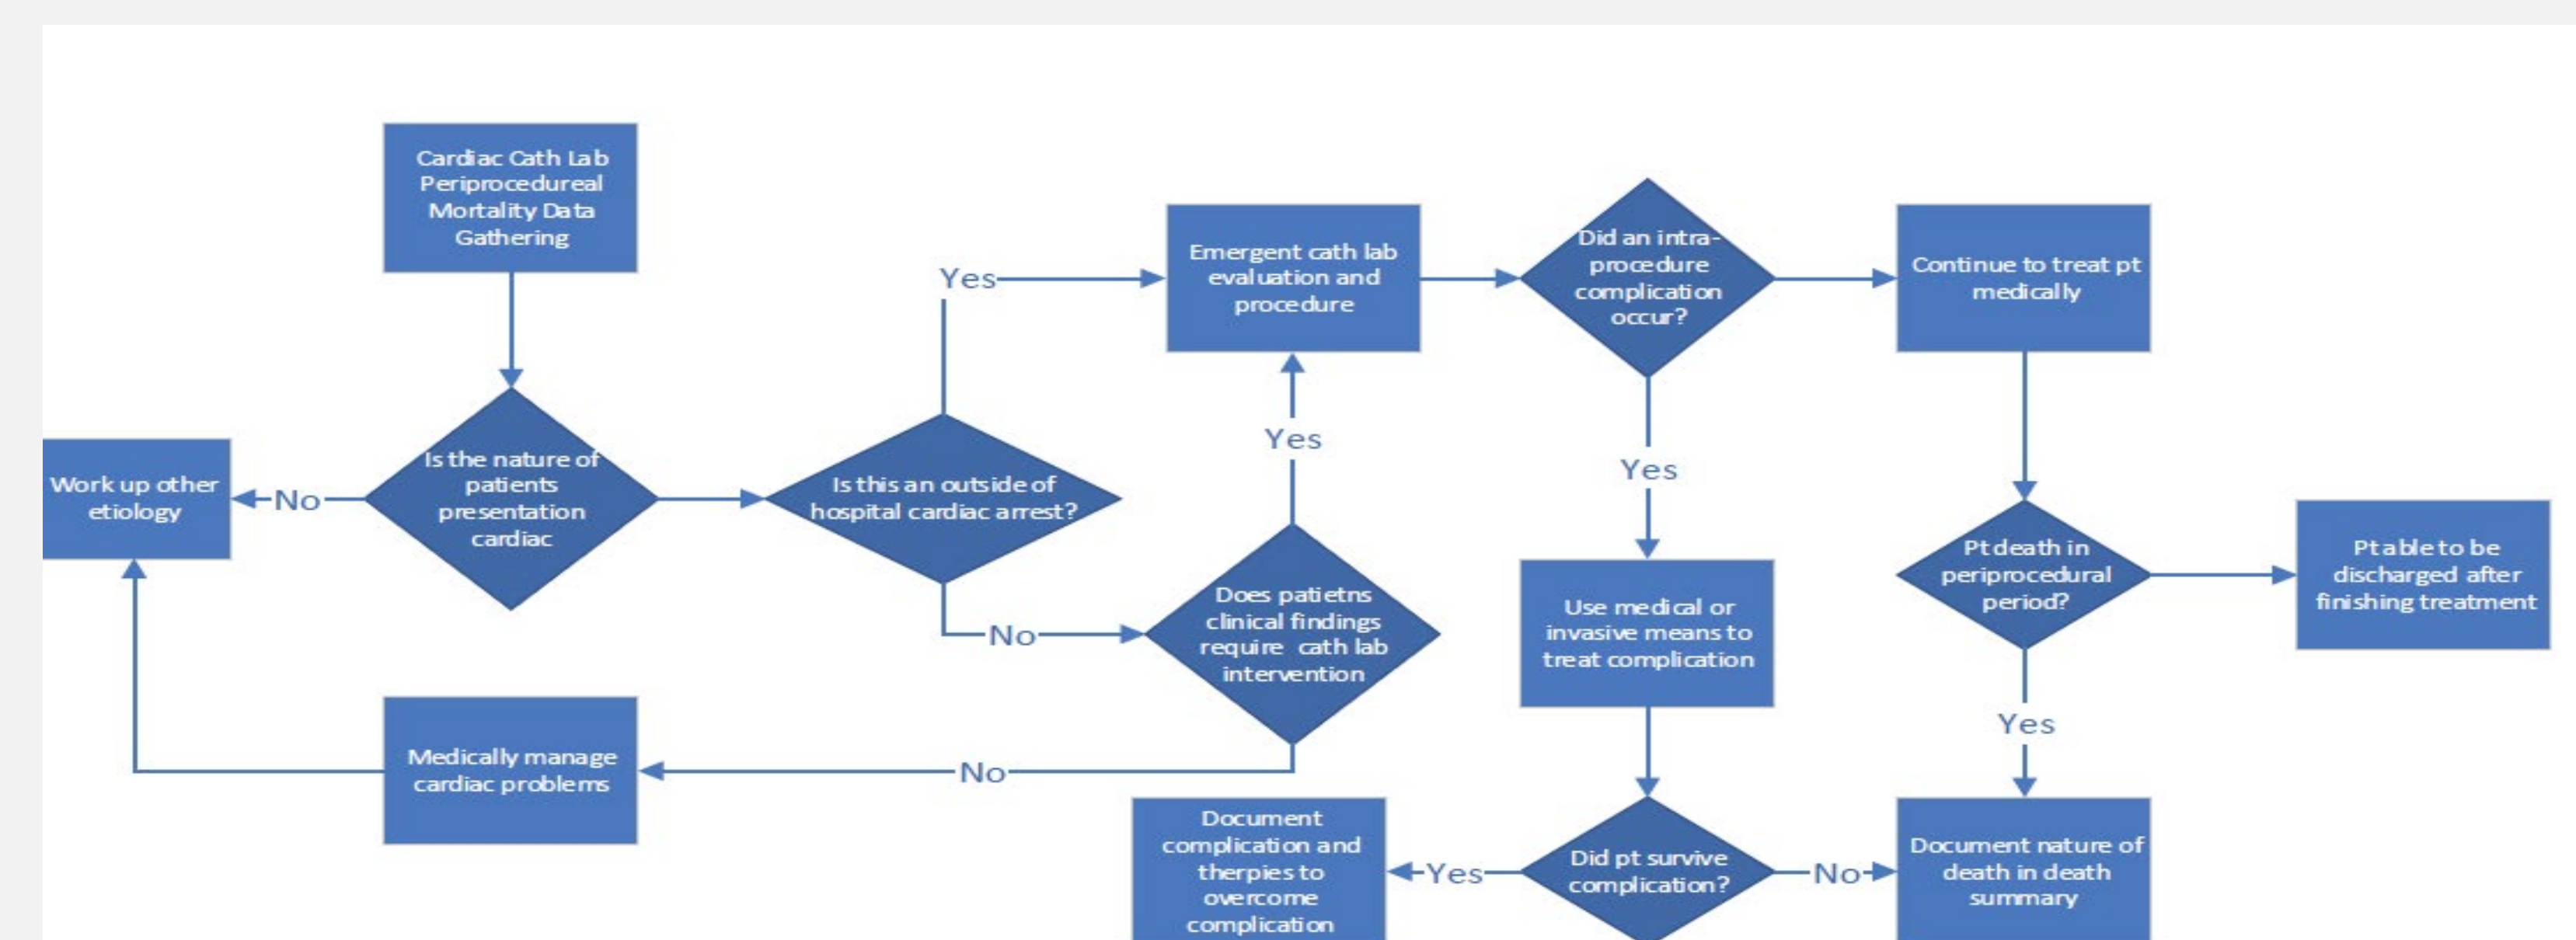 Cardiac Cath Lab
Periprocedureal
Mortality Data
Gathering
Is the nature of
patients
presentation
cardiac
No
Work up other
etiology
Is this an outside of
hospital cardiac arrest?
Yes
No
Emergent cath lab
evaluation and
procedure
Yes
Does patietns
clinical findings
require cath lab
intervention
No
Medically manage
cardiac problems
Did an intra-
procedure
complication
occur?
Yes
Use medical or
invasive means to
treat complication
Did pt survive
complication?
Yes
Document
complication and
therpies to
overcome
complication
No
Document nature of
death in death
summary
Continue to treat pt
medically
Pt death in
periprocedural
period?
Yes
Pt able to be
discharged after
finishing treatment